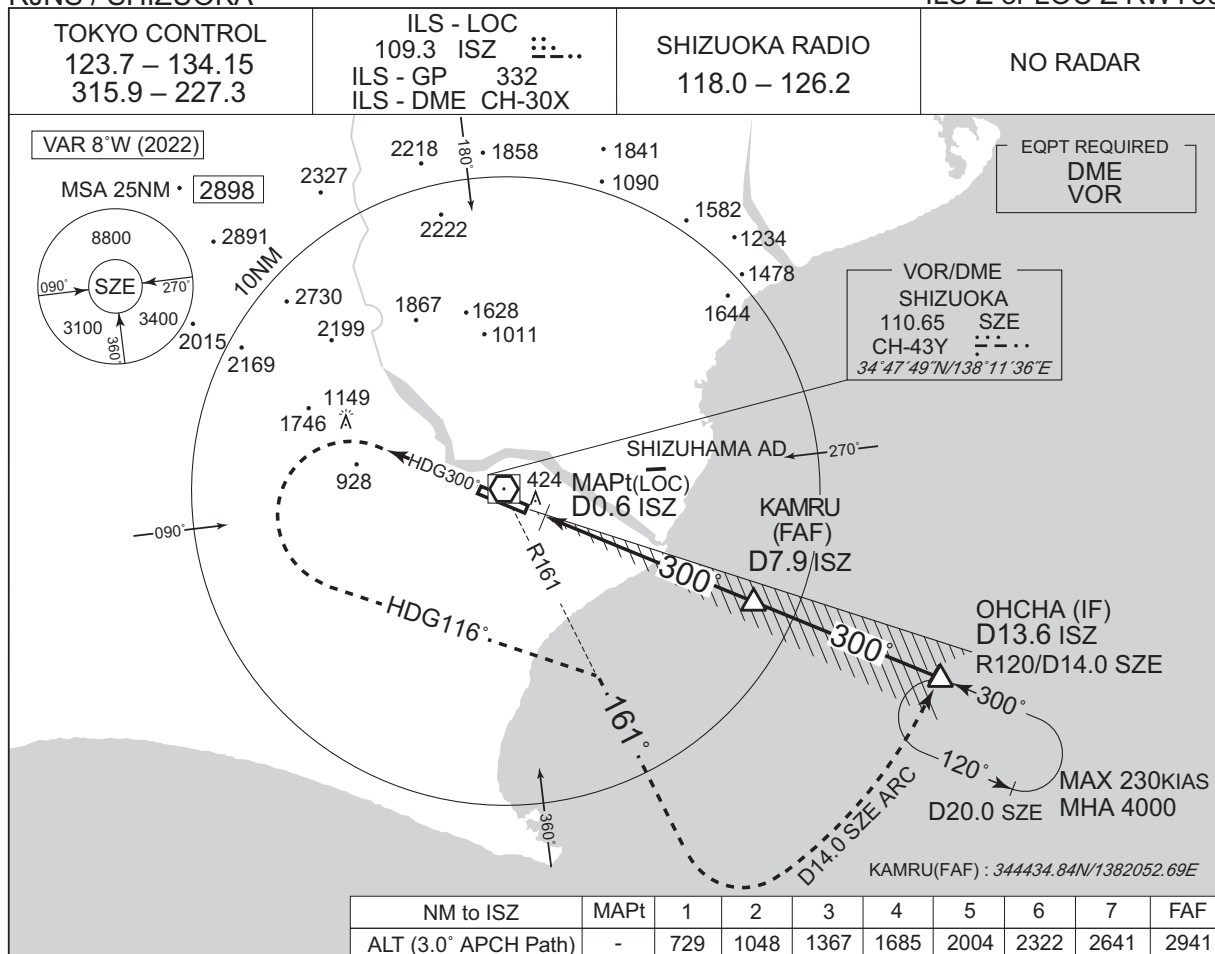 RJNS / SHIZUOKA
ILS Z or LOC Z RWY
TOKYO CONTROL
123.7 – 134.15
315.9 – 227.3
ILS - LOC
109.3 ISZ
ILS - GP 332
ILS - DME CH-30X
SHIZUOKA RADIO
118.0 – 126.2
NO RADAR
VAR 8°W (2022)
MSA 25NM • 2898
8800
SZE
090°
270°
3100
3400
360°
2327
2218
180°
1858
1841
1090
2222
2891
10NM
1582
1234
1478
1644
2730
1867
1628
1011
2199
2015
2169
EQPT REQUIRED
DME
VOR
VOR/DME
SHIZUOKA
110.65 SZE
CH-43Y
34°47´49˝N/138°11´36˝E
1149
1746
928
HDG300°
424
SHIZUHAMA AD
270°
MAPt(LOC)
D0.6 ISZ
KAMRU
(FAF)
D7.9 ISZ
090°
R161
300°
300°
HDG116°
OHCHA (IF)
D13.6 ISZ
R120/D14.0 SZE
300°
161°
120°
D14.0 SZE ARC
D20.0 SZE
MAX 230KIAS
MHA 4000
360°
KAMRU(FAF) : 344434.84N/1382052.69E
NM to ISZ MAPt 1 2 3 4 5 6 7 FAF
ALT (3.0° APCH Path) - 729 1048 1367 1685 2004 2322 2641 2941